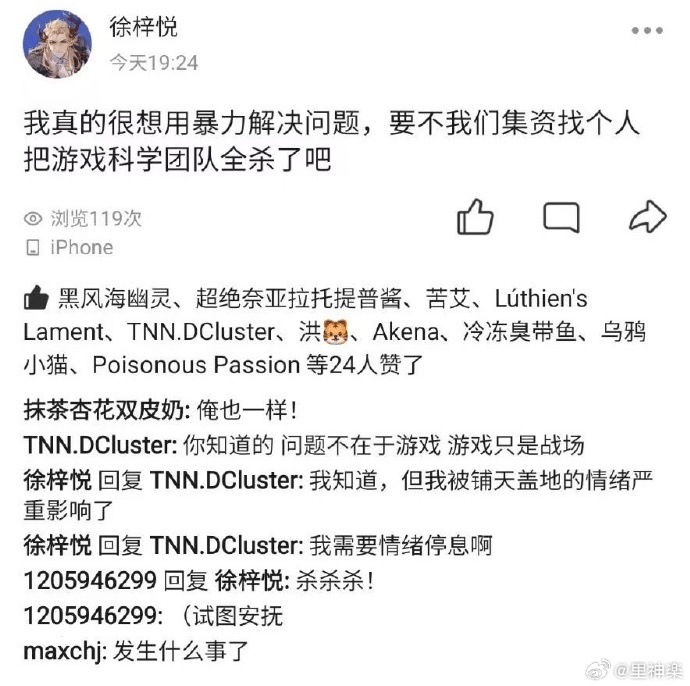 徐梓悦
今天19:24
我真的很想用暴力解决问题，要不我们集资找个人
把游戏科学团队全杀了吧
浏览119次
iPhone
黑风海幽灵、超绝奈亚拉托提普酱、苦艾、Lúthien's
Lament、TNN.DCluster、洪🐯、Akena、冷冻臭带鱼、乌鸦
小猫、Poisonous Passion 等24人赞了
抹茶杏花双皮奶: 俺也一样！
TNN.DCluster: 你知道的 问题不在于游戏 游戏只是战场
徐梓悦 回复 TNN.DCluster: 我知道，但我被铺天盖地的情绪严
重影响了
徐梓悦 回复 TNN.DCluster: 我需要情绪停息啊
1205946299 回复 徐梓悦: 杀杀杀！
1205946299: （试图安抚
maxchj: 发生什么事了
@里神楽